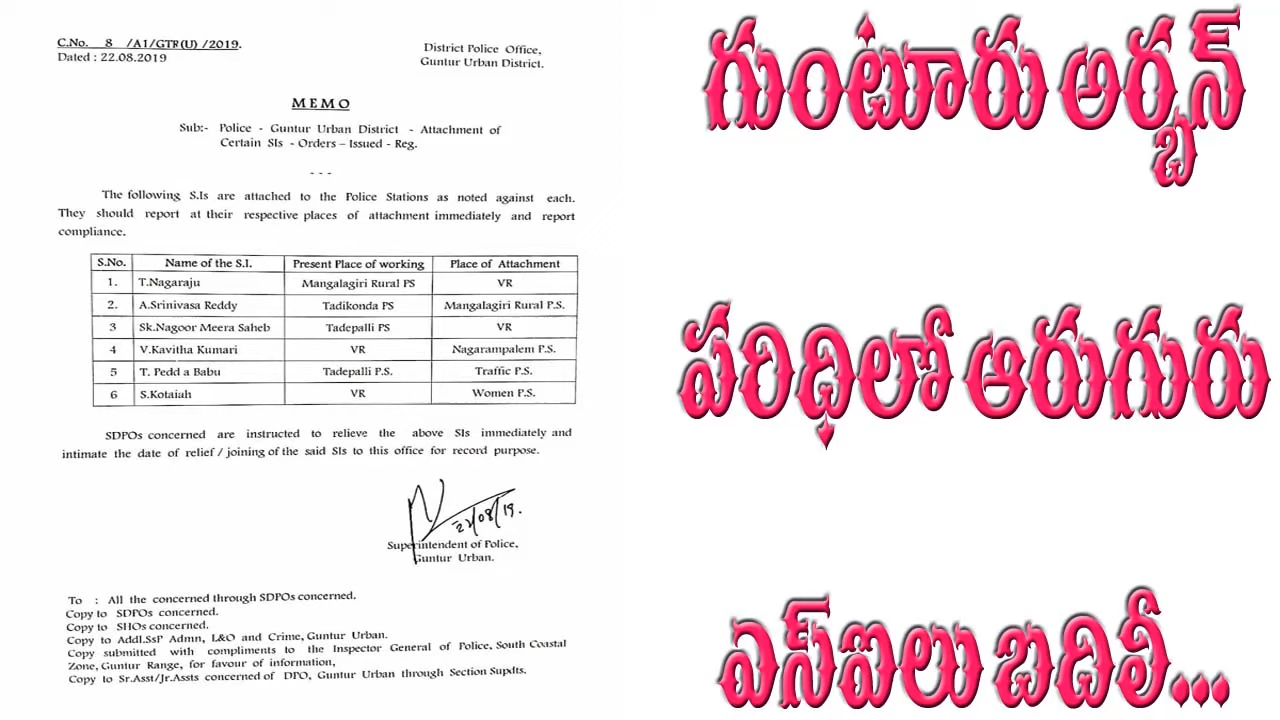 C.No. 8 /A1/GTR(U) /2019.
Dated : 22.08.2019
District Police Office,
Guntur Urban District.
MEMO
Sub:- Police - Guntur Urban District - Attachment of
Certain SIs - Orders – Issued - Reg.
- - -
The following S.Is are attached to the Police Stations as noted against each.
They should report at their respective places of attachment immediately and report
compliance.
S.No. Name of the S.I. Present Place of working Place of Attachment
1. T.Nagaraju Mangalagiri Rural PS VR
2. A.Srinivasa Reddy Tadikonda PS Mangalagiri Rural P.S.
3 Sk.Nagoor Meera Saheb Tadepalli PS VR
4 V.Kavitha Kumari VR Nagarampalem P.S.
5 T. Pedd a Babu Tadepalli P.S. Traffic P.S.
6 S.Kotaiah VR Women P.S.
SDPOs concerned are instructed to relieve the above SIs immediately and
intimate the date of relief / joining of the said SIs to this office for record purpose.
22/08/19.
Superintendent of Police,
Guntur Urban.
To : All the concerned through SDPOs concerned.
Copy to SDPOs concerned.
Copy to SHOs concerned.
Copy to Addl.SsP Admn, L&O and Crime, Guntur Urban.
Copy submitted with compliments to the Inspector General of Police, South Coastal
Zone, Guntur Range, for favour of information,
Copy to Sr.Asst/Jr.Assts concerned of DPO, Guntur Urban through Section Supdts.
గుంటూరు అర్బన్
పరిధిలో ఆరుగురు
ఎస్ఐలు బదిలీ...